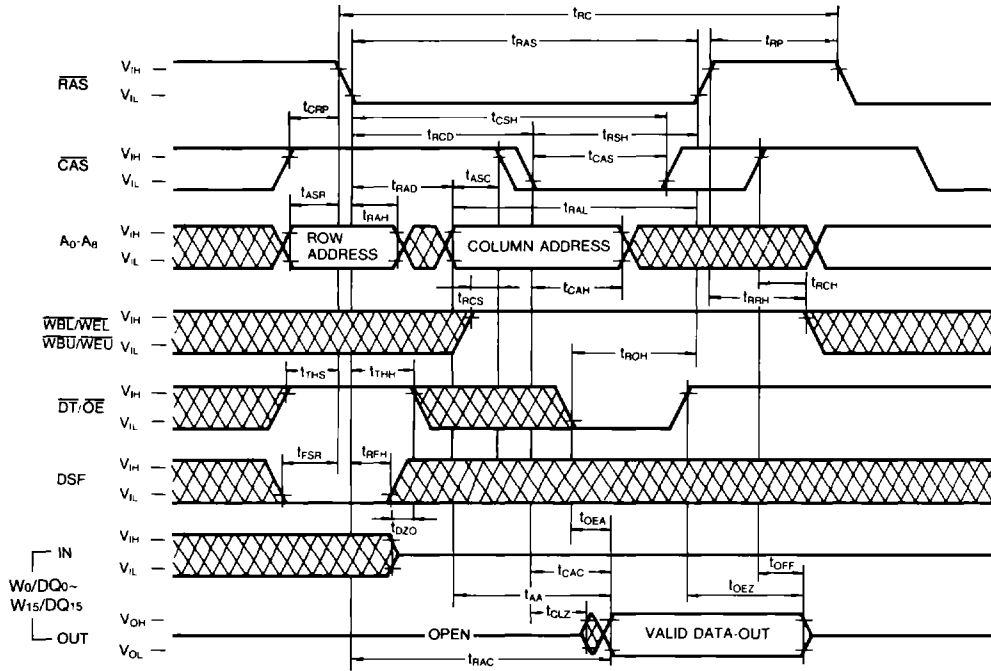 tRC
tRAS
tRP
RAS
VIH
VIL
tCRP
tCSH
tRCD
tRSH
CAS
VIH
VIL
tCAS
tASC
tASR
tRAD
tRAH
tRAL
A0-A8
VIH
VIL
ROW ADDRESS
COLUMN ADDRESS
tRCS
tCAH
tRCH
tRRH
WBL/WEL
WBU/WEU
VIH
VIL
tROH
tTHS
tTHH
DT/OE
VIH
VIL
tFSR
tRFH
DSF
VIH
VIL
tDZO
tOEA
IN
VIH
VIL
tCAC
tOFF
tOEZ
W0/DQ0~
W15/DQ15
tAA
tCLZ
OUT
VOH
VOL
OPEN
VALID DATA-OUT
tRAC